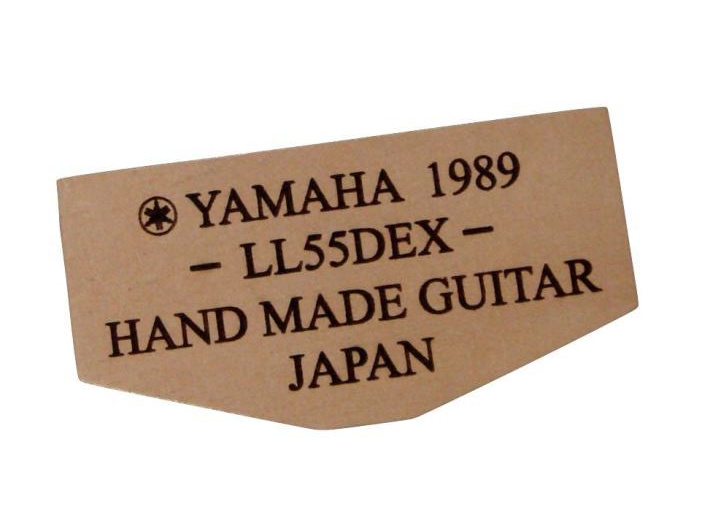 YAMAHA 1989
– LL55DEX –
HAND MADE GUITAR
JAPAN